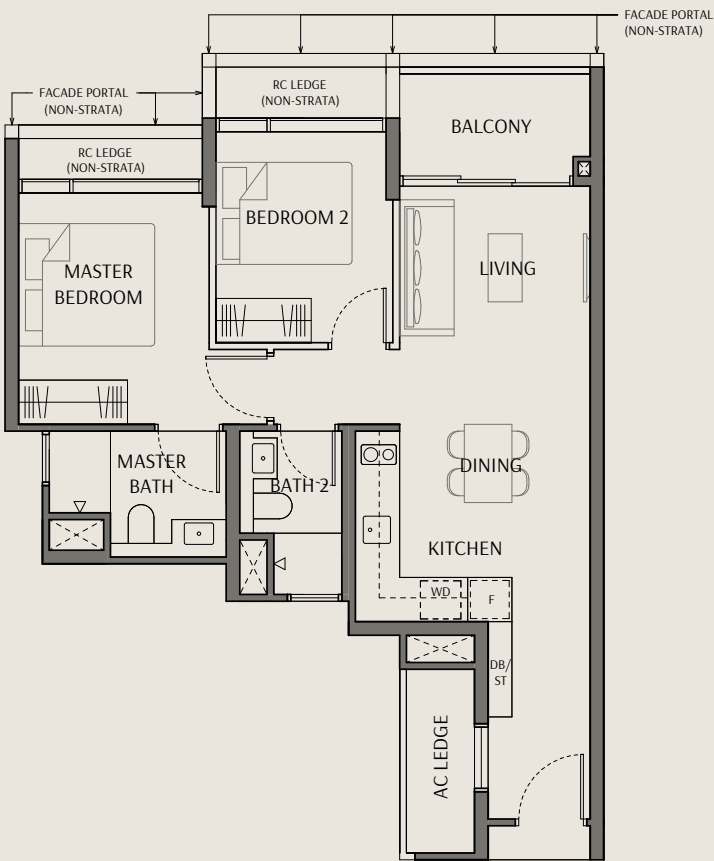 FACADE PORTAL
(NON-STRATA)
FACADE PORTAL
(NON-STRATA)
RC LEDGE
(NON-STRATA)
BALCONY
RC LEDGE
(NON-STRATA)
BEDROOM 2
MASTER
BEDROOM
LIVING
MASTER
BATH
BATH 2
DINING
KITCHEN
WD
F
DB/
ST
AC LEDGE